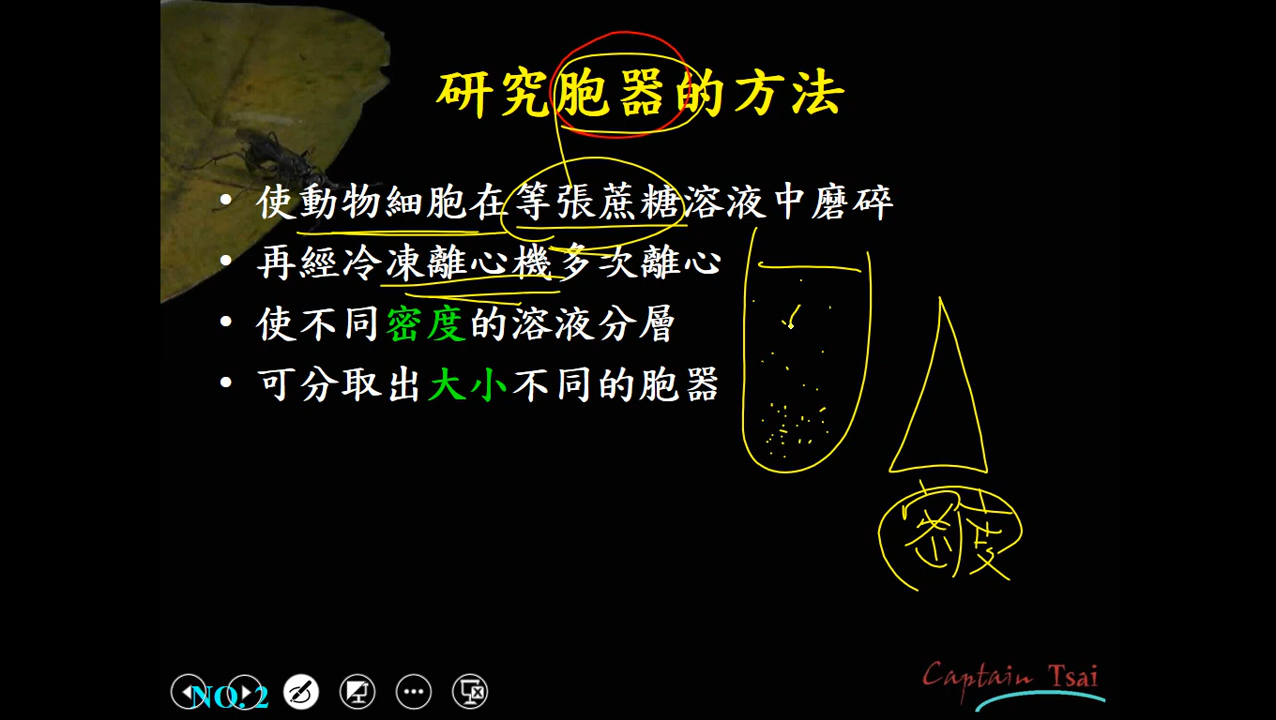 研究胞器的方法
• 使動物細胞在等張蔗糖溶液中磨碎
• 再經冷凍離心機多次離心
• 使不同密度的溶液分層
• 可分取出大小不同的胞器
密度
NO. 2
Captain Tsai